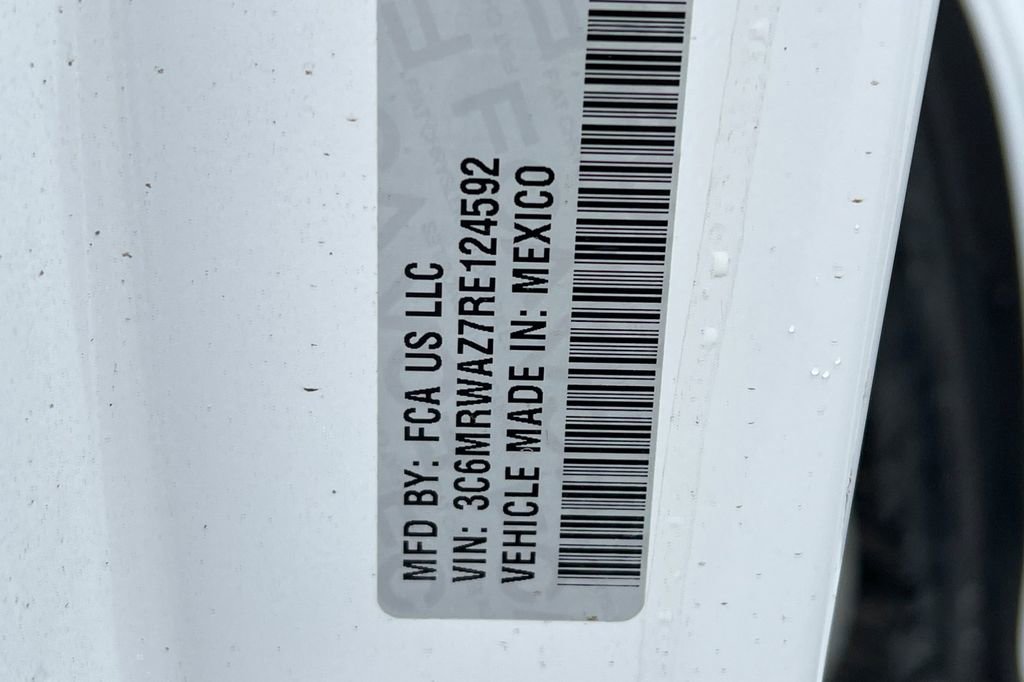 MFD BY: FCA US LLC
VIN: 3C6MRWAZ7RE124592
VEHICLE MADE IN: MEXICO